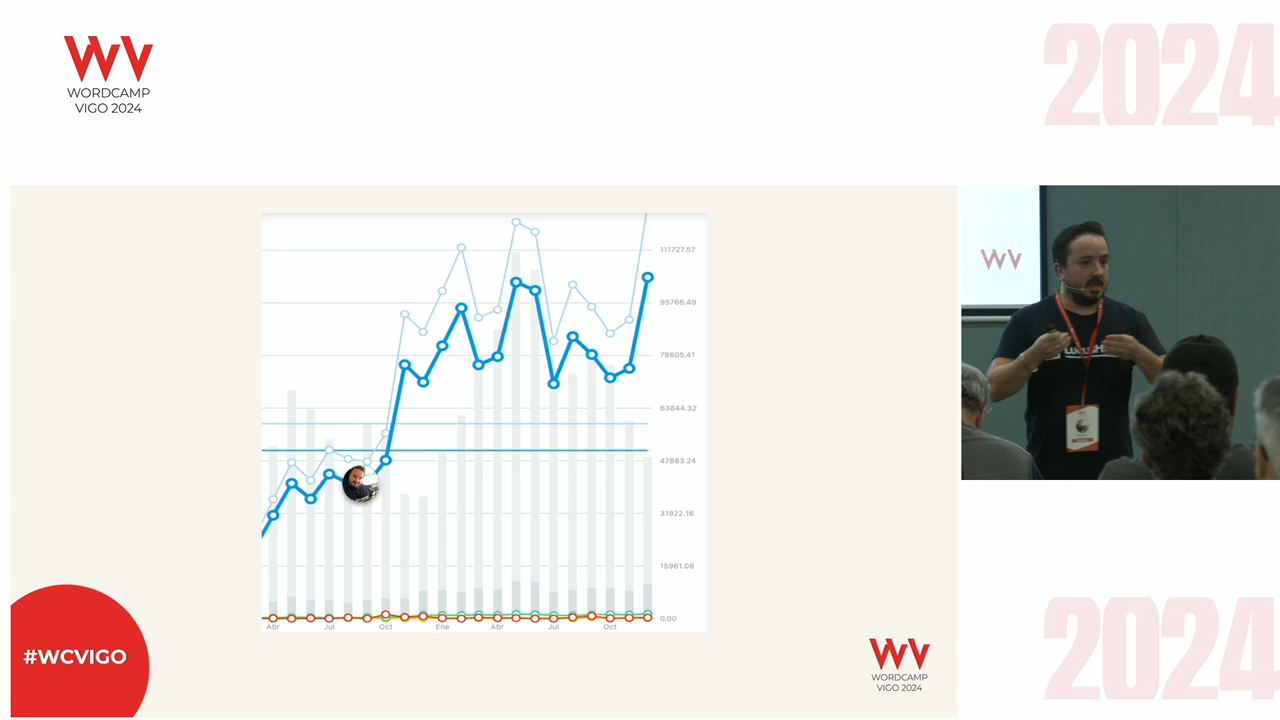 WV
WORDCAMP
VIGO 2024
2024
111727.57
95766.49
79805.41
63844.32
47883.24
31922.16
15961.08
0.00
Abr Jul Oct Ene Abr Jul Oct
#WCVIGO
WV
WORDCAMP
VIGO 2024
WV
2024